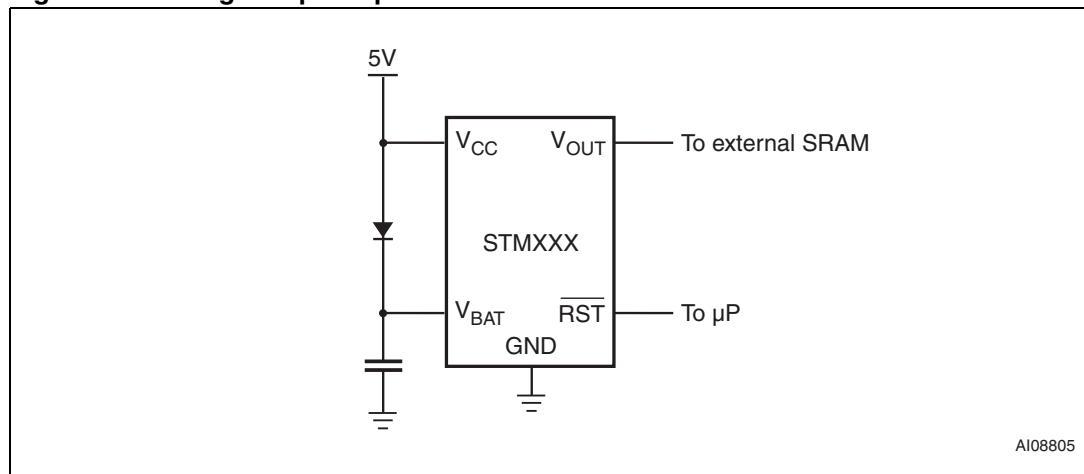 5V
VCC
VOUT
To external SRAM
STMXXX
VBAT
RST
To µP
GND
AI08805